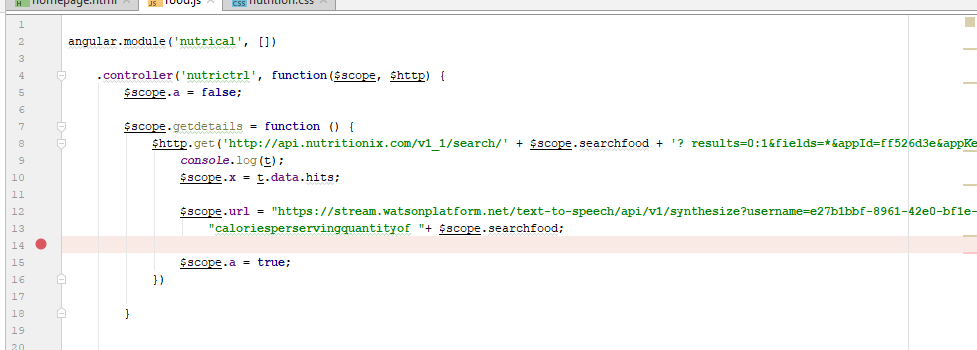 homepage.html
food.js
nutrition.css
1
2 angular.module('nutrical', [])
3
4 .controller('nutrictrl', function($scope, $http) {
5 $scope.a = false;
6
7 $scope.getdetails = function () {
8 $http.get('http://api.nutritionix.com/v1_1/search/' + $scope.searchfood + '? results=0:1&fields=*&appId=ff526d3e&appKe
9 console.log(t);
10 $scope.x = t.data.hits;
11
12 $scope.url = "https://stream.watsonplatform.net/text-to-speech/api/v1/synthesize?username=e27b1bbf-8961-42e0-bf1e-
13 "caloriesperservingquantityof "+ $scope.searchfood;
14
15 $scope.a = true;
16 })
17
18 }
19
20